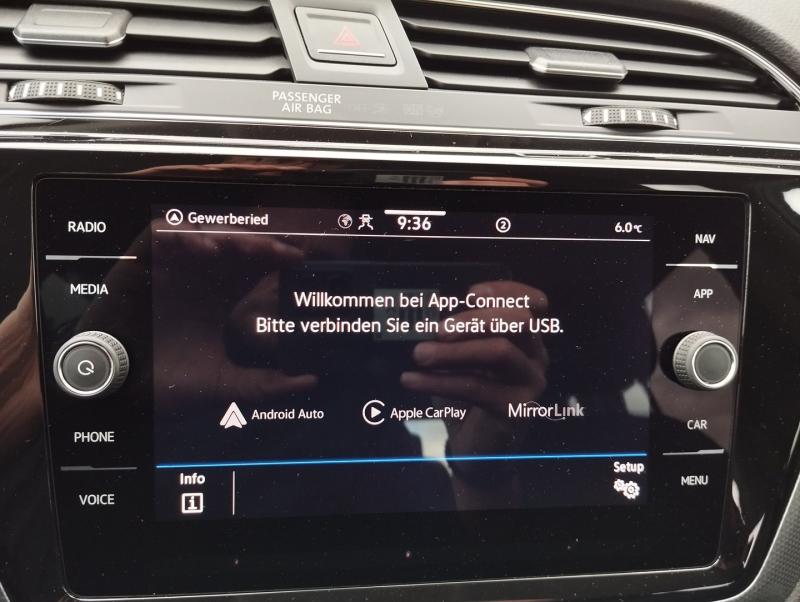 PASSENGER
AIR BAG
RADIO
MEDIA
PHONE
VOICE
NAV
APP
CAR
MENU
Gewerberied 9:36 2 6.0°C
Willkommen bei App-Connect
Bitte verbinden Sie ein Gerät über USB.
Android Auto Apple CarPlay MirrorLink
Info Setup